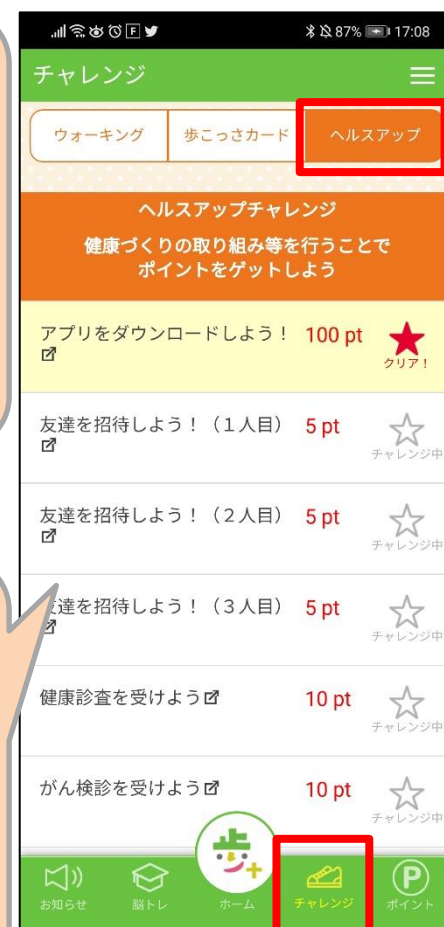 F 87% 17:08
チャレンジ
ウォーキング 歩こっさカード ヘルスアップ
ヘルスアップチャレンジ
健康づくりの取り組み等を行うことで
ポイントをゲットしよう
アプリをダウンロードしよう! 100 pt
クリア!
友達を招待しよう!(1人目) 5 pt
チャレンジ中
友達を招待しよう!(2人目) 5 pt
チャレンジ中
達を招待しよう!(3人目) 5 pt
チャレンジ中
健康診査を受けよう 10 pt
チャレンジ中
がん検診を受けよう 10 pt
チャレンジ中
お知らせ 脳トレ ホーム チャレンジ P ポイント